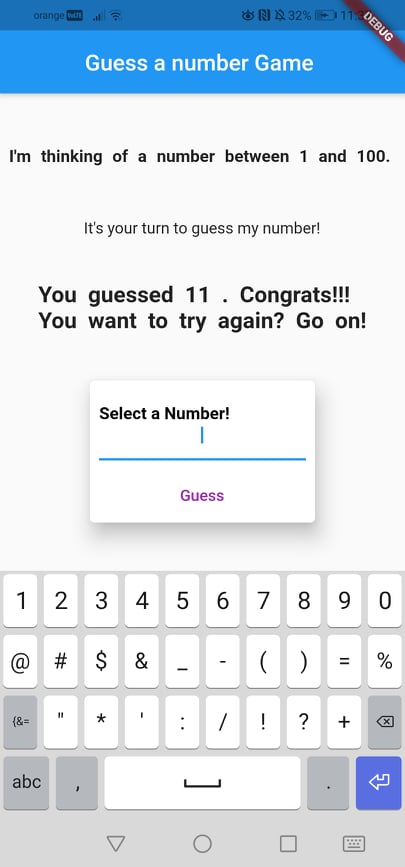 orange VoLTE 32% 11:3
DEBUG
Guess a number Game
I'm thinking of a number between 1 and 100.
It's your turn to guess my number!
You guessed 11 . Congrats!!!
You want to try again? Go on!
Select a Number!
Guess
1 2 3 4 5 6 7 8 9 0
@ # $ & _ - ( ) = %
{&= " * ' : / ! ? +
abc , .